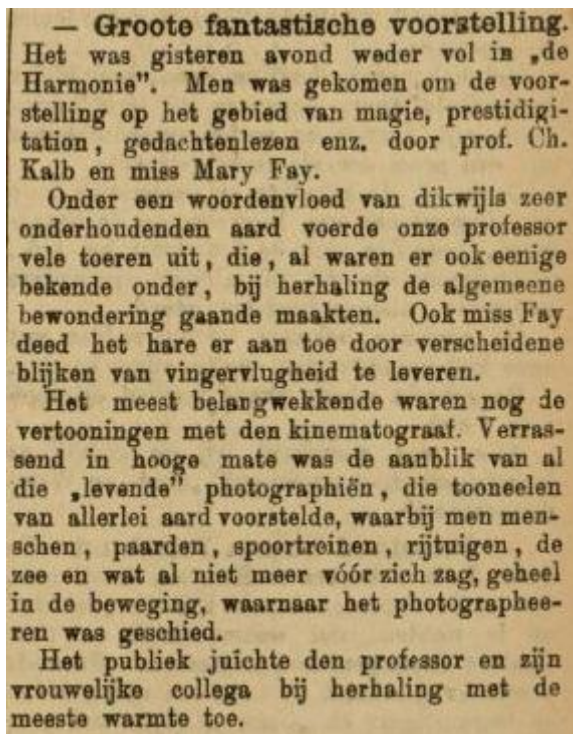 — Groote fantastische voorstelling.
Het was gisteren avond weder vol in „de
Harmonie”. Men was gekomen om de voor-
stelling op het gebied van magie, prestidigi-
tation, gedachtenlezen enz. door prof. Ch.
Kalb en miss Mary Fay.
Onder een woordenvloed van dikwijls zeer
onderhoudenden aard voerde onze professor
vele toeren uit, die, al waren er ook eenige
bekende onder, bij herhaling de algemeene
bewondering gaande maakten. Ook miss Fay
deed het hare er aan toe door verscheidene
blijken van vingervlugheid te leveren.
Het meest belangwekkende waren nog de
vertooningen met den kinematograaf. Verras-
send in hooge mate was de aanblik van al
die „levende” photographiën, die tooneelen
van allerlei aard voorstelde, waarbij men men-
schen, paarden, spoortreinen, rijtuigen, de
zee en wat al niet meer vóór zich zag, geheel
in de beweging, waarnaar het photographee-
ren was geschied.
Het publiek juichte den professor en zijn
vrouwelijke collega bij herhaling met de
meeste warmte toe.